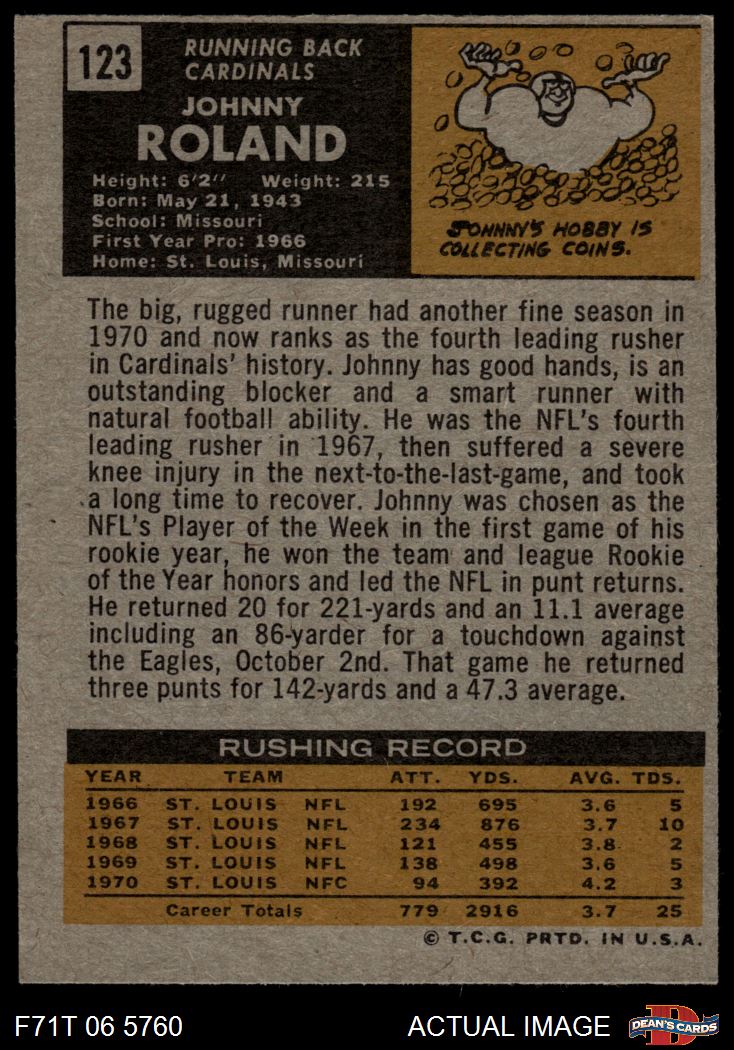 123
RUNNING BACK
CARDINALS
JOHNNY
ROLAND
Height: 6'2" Weight: 215
Born: May 21, 1943
School: Missouri
First Year Pro: 1966
Home: St. Louis, Missouri
JOHNNY'S HOBBY IS
COLLECTING COINS.
The big, rugged runner had another fine season in
1970 and now ranks as the fourth leading rusher
in Cardinals' history. Johnny has good hands, is an
outstanding blocker and a smart runner with
natural football ability. He was the NFL's fourth
leading rusher in 1967, then suffered a severe
knee injury in the next-to-the-last-game, and took
a long time to recover. Johnny was chosen as the
NFL's Player of the Week in the first game of his
rookie year, he won the team and league Rookie
of the Year honors and led the NFL in punt returns.
He returned 20 for 221-yards and an 11.1 average
including an 86-yarder for a touchdown against
the Eagles, October 2nd. That game he returned
three punts for 142-yards and a 47.3 average.
RUSHING RECORD
YEAR TEAM ATT. YDS. AVG. TDS.
1966 ST. LOUIS NFL 192 695 3.6 5
1967 ST. LOUIS NFL 234 876 3.7 10
1968 ST. LOUIS NFL 121 455 3.8 2
1969 ST. LOUIS NFL 138 498 3.6 5
1970 ST. LOUIS NFC 94 392 4.2 3
Career Totals 779 2916 3.7 25
© T.C.G. PRTD. IN U.S.A.
F71T 06 5760 ACTUAL IMAGE D DEAN'S CARDS